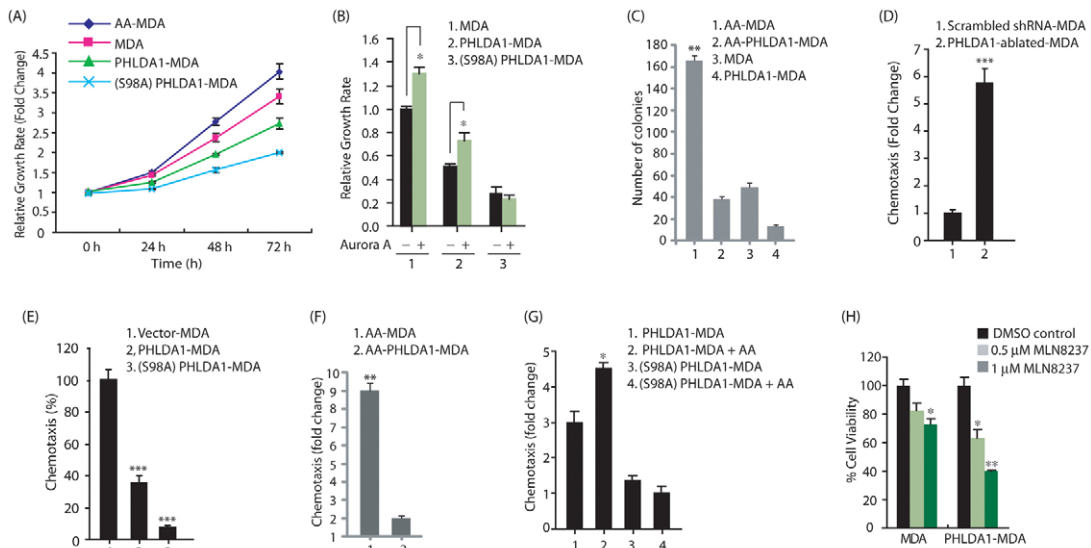 (A)
AA-MDA
MDA
PHLDA1-MDA
(S98A) PHLDA1-MDA
Relative Growth Rate (Fold Change)
4.5
4
3.5
3
2.5
2
1.5
1
0.5
0
0 h 24 h 48 h 72 h
Time (h)
(B)
1. MDA
2. PHLDA1-MDA
3. (S98A) PHLDA1-MDA
Relative Growth Rate
1.6
1.4
1.2
1.0
0.8
0.6
0.4
0.2
0.0
*
*
Aurora A – + – + – +
1 2 3
(C)
1. AA-MDA
2. AA-PHLDA1-MDA
3. MDA
4. PHLDA1-MDA
Number of colonies
180
160
140
120
100
80
60
40
20
0
**
1 2 3 4
(D)
1. Scrambled shRNA-MDA
2. PHLDA1-ablated-MDA
Chemotaxis (Fold Change)
7
6
5
4
3
2
1
0
***
1 2
(E)
1. Vector-MDA
2, PHLDA1-MDA
3. (S98A) PHLDA1-MDA
Chemotaxis (%)
120
100
80
60
40
20
0
***
***
(F)
1. AA-MDA
2. AA-PHLDA1-MDA
Chemotaxis (fold change)
10
9
8
7
6
5
4
3
2
1
**
1
(G)
1. PHLDA1-MDA
2. PHLDA1-MDA + AA
3. (S98A) PHLDA1-MDA
4. (S98A) PHLDA1-MDA + AA
Chemotaxis (fold change)
5
4
3
2
1
0
*
1 2 3 4
(H)
DMSO control
0.5 μM MLN8237
1 μM MLN8237
% Cell Viability
120
100
80
60
40
20
0
*
*
**
MDA PHLDA1-MDA